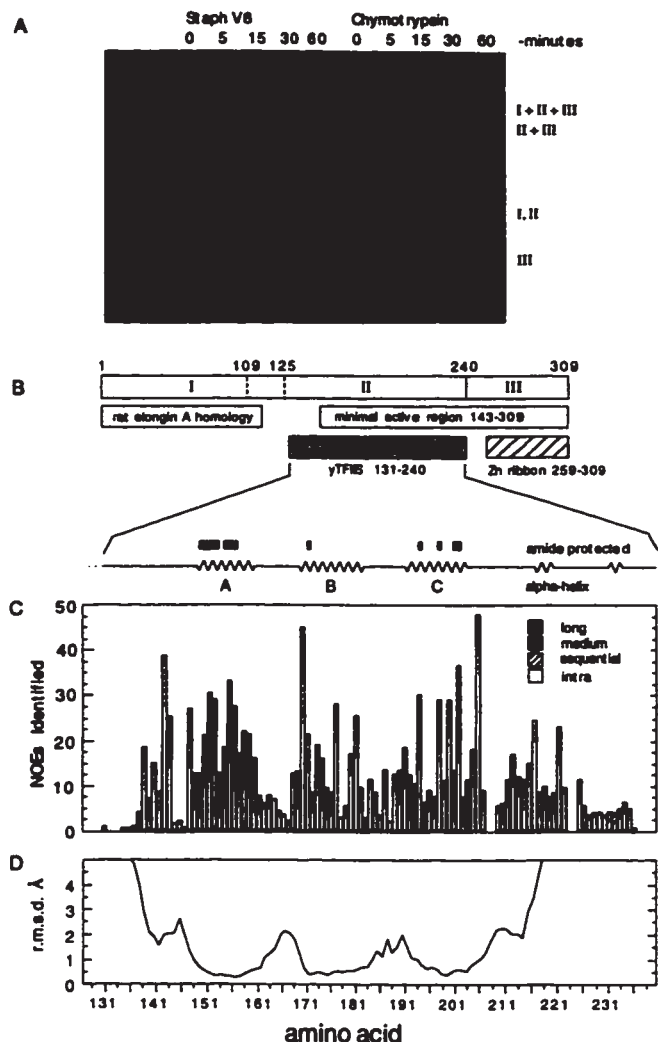 A
Staph V8 Chymotrypsin
0 5 15 30 60 0 5 15 30 60 -minutes
I + II + III
II + III
I, II
III
1 109 125 240 309
B I II III
rat elongin A homology minimal active region 143-309
yTFIIS 131-240 Zn ribbon 259-309
amide protected
A B C alpha-helix
C
50
40
30
20
10
0
NOEs Identified
long
medium
sequential
intra
D
4
3
2
1
0
r.m.s.d. Å
131 141 151 161 171 181 191 201 211 221 231
amino acid